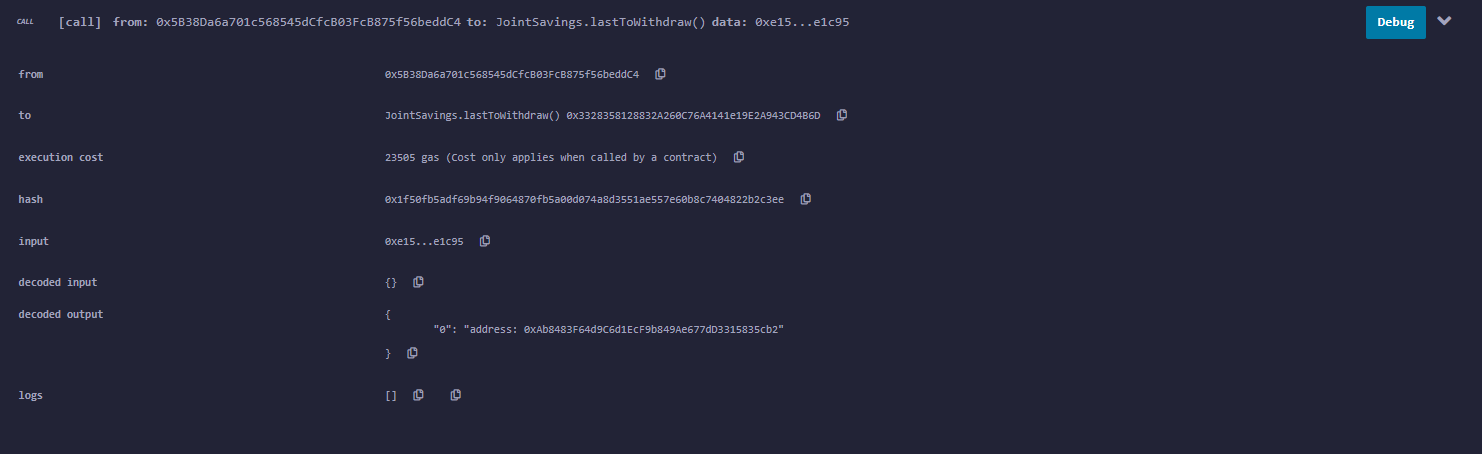 CALL [call] from: 0x5B38Da6a701c568545dCfcB03FcB875f56beddC4 to: JointSavings.lastToWithdraw() data: 0xe15...e1c95 Debug
from 0x5B38Da6a701c568545dCfcB03FcB875f56beddC4
to JointSavings.lastToWithdraw() 0x3328358128832A260C76A4141e19E2A943CD4B6D
execution cost 23505 gas (Cost only applies when called by a contract)
hash 0x1f50fb5adf69b94f9064870fb5a00d074a8d3551ae557e60b8c7404822b2c3ee
input 0xe15...e1c95
decoded input {}
decoded output {
"0": "address: 0xAb8483F64d9C6d1EcF9b849Ae677dD3315835cb2"
}
logs []